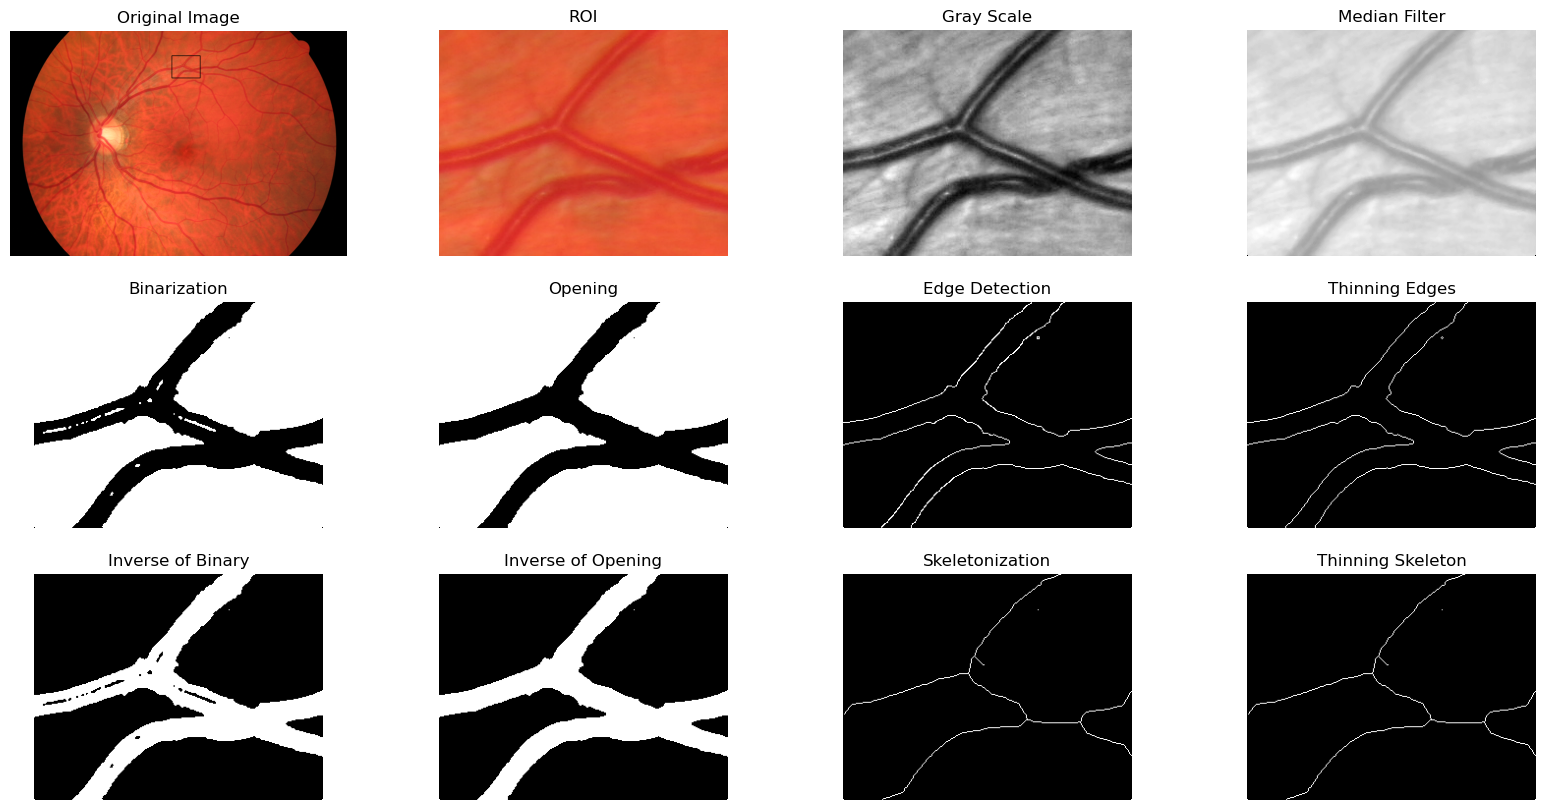 Original Image
ROI
Gray Scale
Median Filter
Binarization
Opening
Edge Detection
Thinning Edges
Inverse of Binary
Inverse of Opening
Skeletonization
Thinning Skeleton